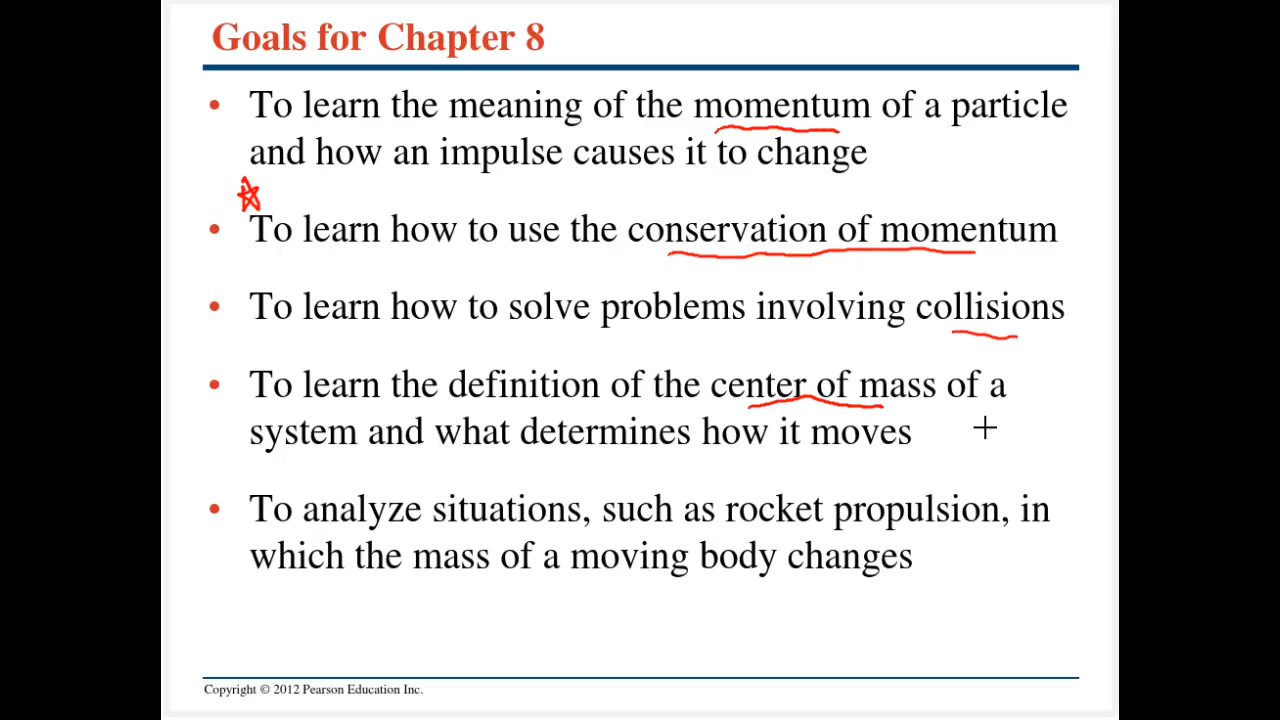 Goals for Chapter 8
• To learn the meaning of the momentum of a particle
and how an impulse causes it to change
• To learn how to use the conservation of momentum
• To learn how to solve problems involving collisions
• To learn the definition of the center of mass of a
system and what determines how it moves
• To analyze situations, such as rocket propulsion, in
which the mass of a moving body changes
Copyright © 2012 Pearson Education Inc.